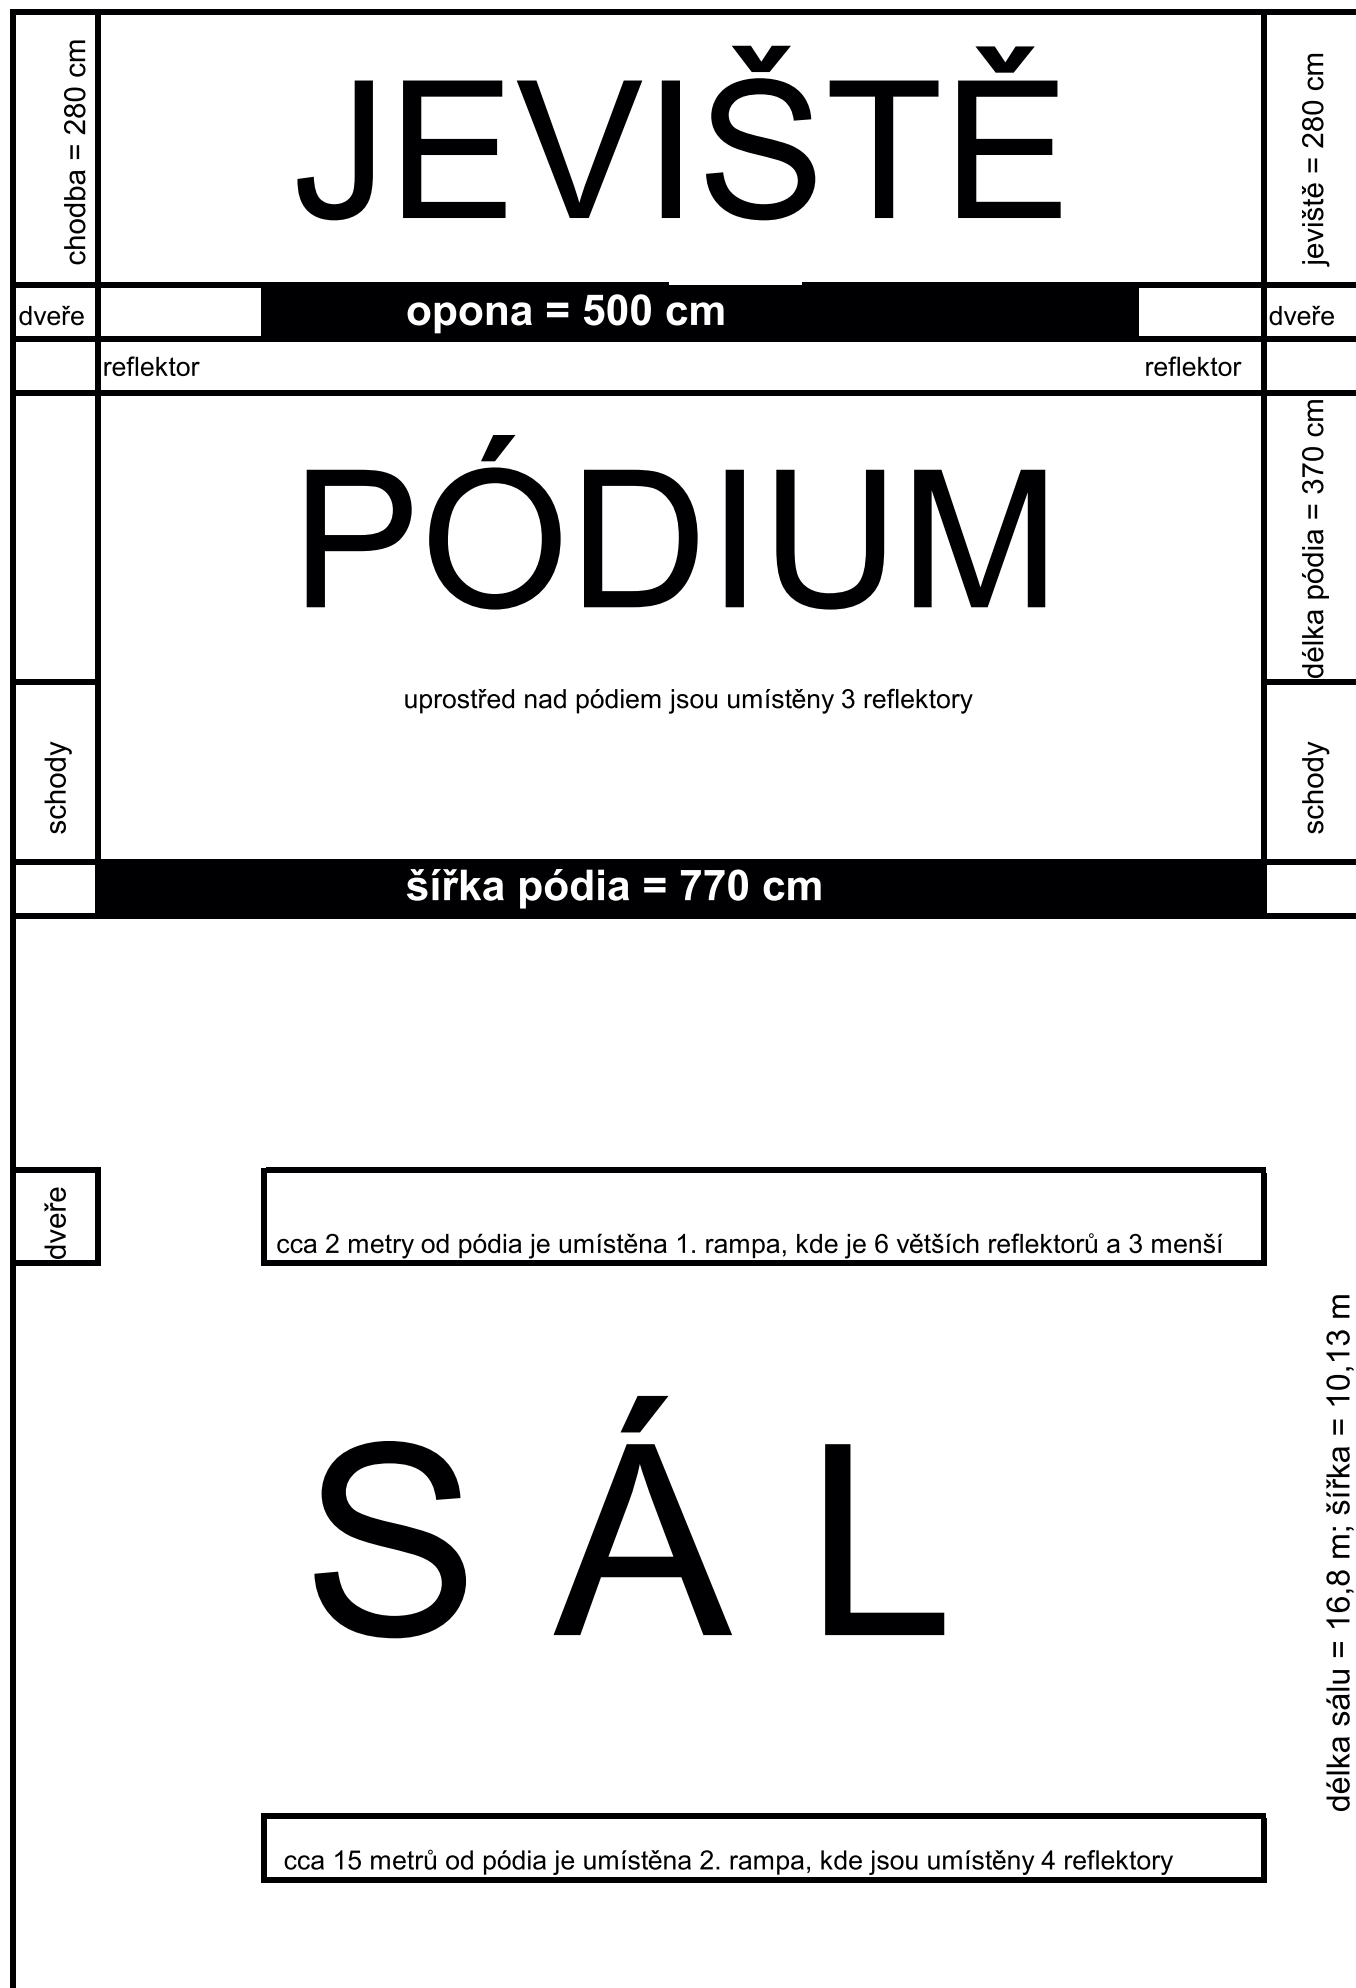 chodba = 280 cm
JEVIŠTĚ
jeviště = 280 cm
dveře
opona = 500 cm
dveře
reflektor
reflektor
PÓDIUM
délka pódia = 370 cm
uprostřed nad pódiem jsou umístěny 3 reflektory
schody
schody
šířka pódia = 770 cm
dveře
cca 2 metry od pódia je umístěna 1. rampa, kde je 6 větších reflektorů a 3 menší
S Á L
délka sálu = 16,8 m; šířka = 10,13 m
cca 15 metrů od pódia je umístěna 2. rampa, kde jsou umístěny 4 reflektory